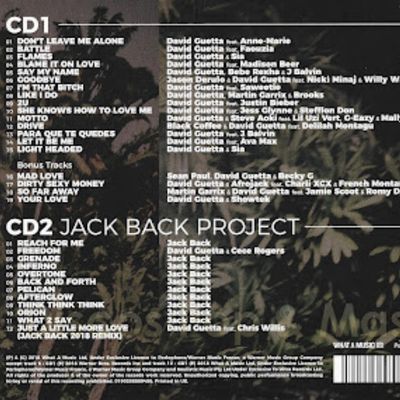 CD1
01 DON'T LEAVE ME ALONE David Guetta feat. Anne-Marie
02 BATTLE David Guetta feat. Faouzia
03 FLAMES David Guetta & Sia
04 BLAME IT ON LOVE David Guetta feat. Madison Beer
05 SAY MY NAME David Guetta, Bebe Rexha & J Balvin
06 GOODBYE Jason Derulo & David Guetta feat. Nicki Minaj & Willy W
07 I'M THAT BITCH David Guetta feat. Saweetie
08 LIKE I DO David Guetta, Martin Garrix & Brooks
09 2U David Guetta feat. Justin Bieber
10 SHE KNOWS HOW TO LOVE ME David Guetta feat. Jess Glynne & Stefflon Don
11 MOTTO David Guetta & Steve Aoki feat. Lil Uzi Vert, G-Eazy & Mall
12 DRIVE Black Coffee & David Guetta feat. Delilah Montagu
13 PARA QUE TE QUEDES David Guetta feat. J Balvin
14 LET IT BE ME David Guetta feat. Ava Max
15 LIGHT HEADED David Guetta & Sia
Bonus Tracks
16 MAD LOVE Sean Paul, David Guetta & Becky G
17 DIRTY SEXY MONEY David Guetta & Afrojack feat. Charli XCX & French Montan
18 SO FAR AWAY Martin Garrix & David Guetta feat. Jamie Scott & Romy D
19 YOUR LOVE David Guetta & Showtek
CD2 JACK BACK PROJECT
01 REACH FOR ME Jack Back
02 FREEDOM David Guetta & Cece Rogers
03 GRENADE Jack Back
04 INFERNO Jack Back
05 OVERTONE Jack Back
06 BACK AND FORTH Jack Back
07 PELICAN Jack Back
08 AFTERGLOW Jack Back
09 THINK THINK THINK Jack Back
10 ORION Jack Back
11 WHAT 2 SAY Jack Back
12 JUST A LITTLE MORE LOVE David Guetta feat. Chris Willis
(JACK BACK 2018 REMIX)
WHAT A MUSIC LTD